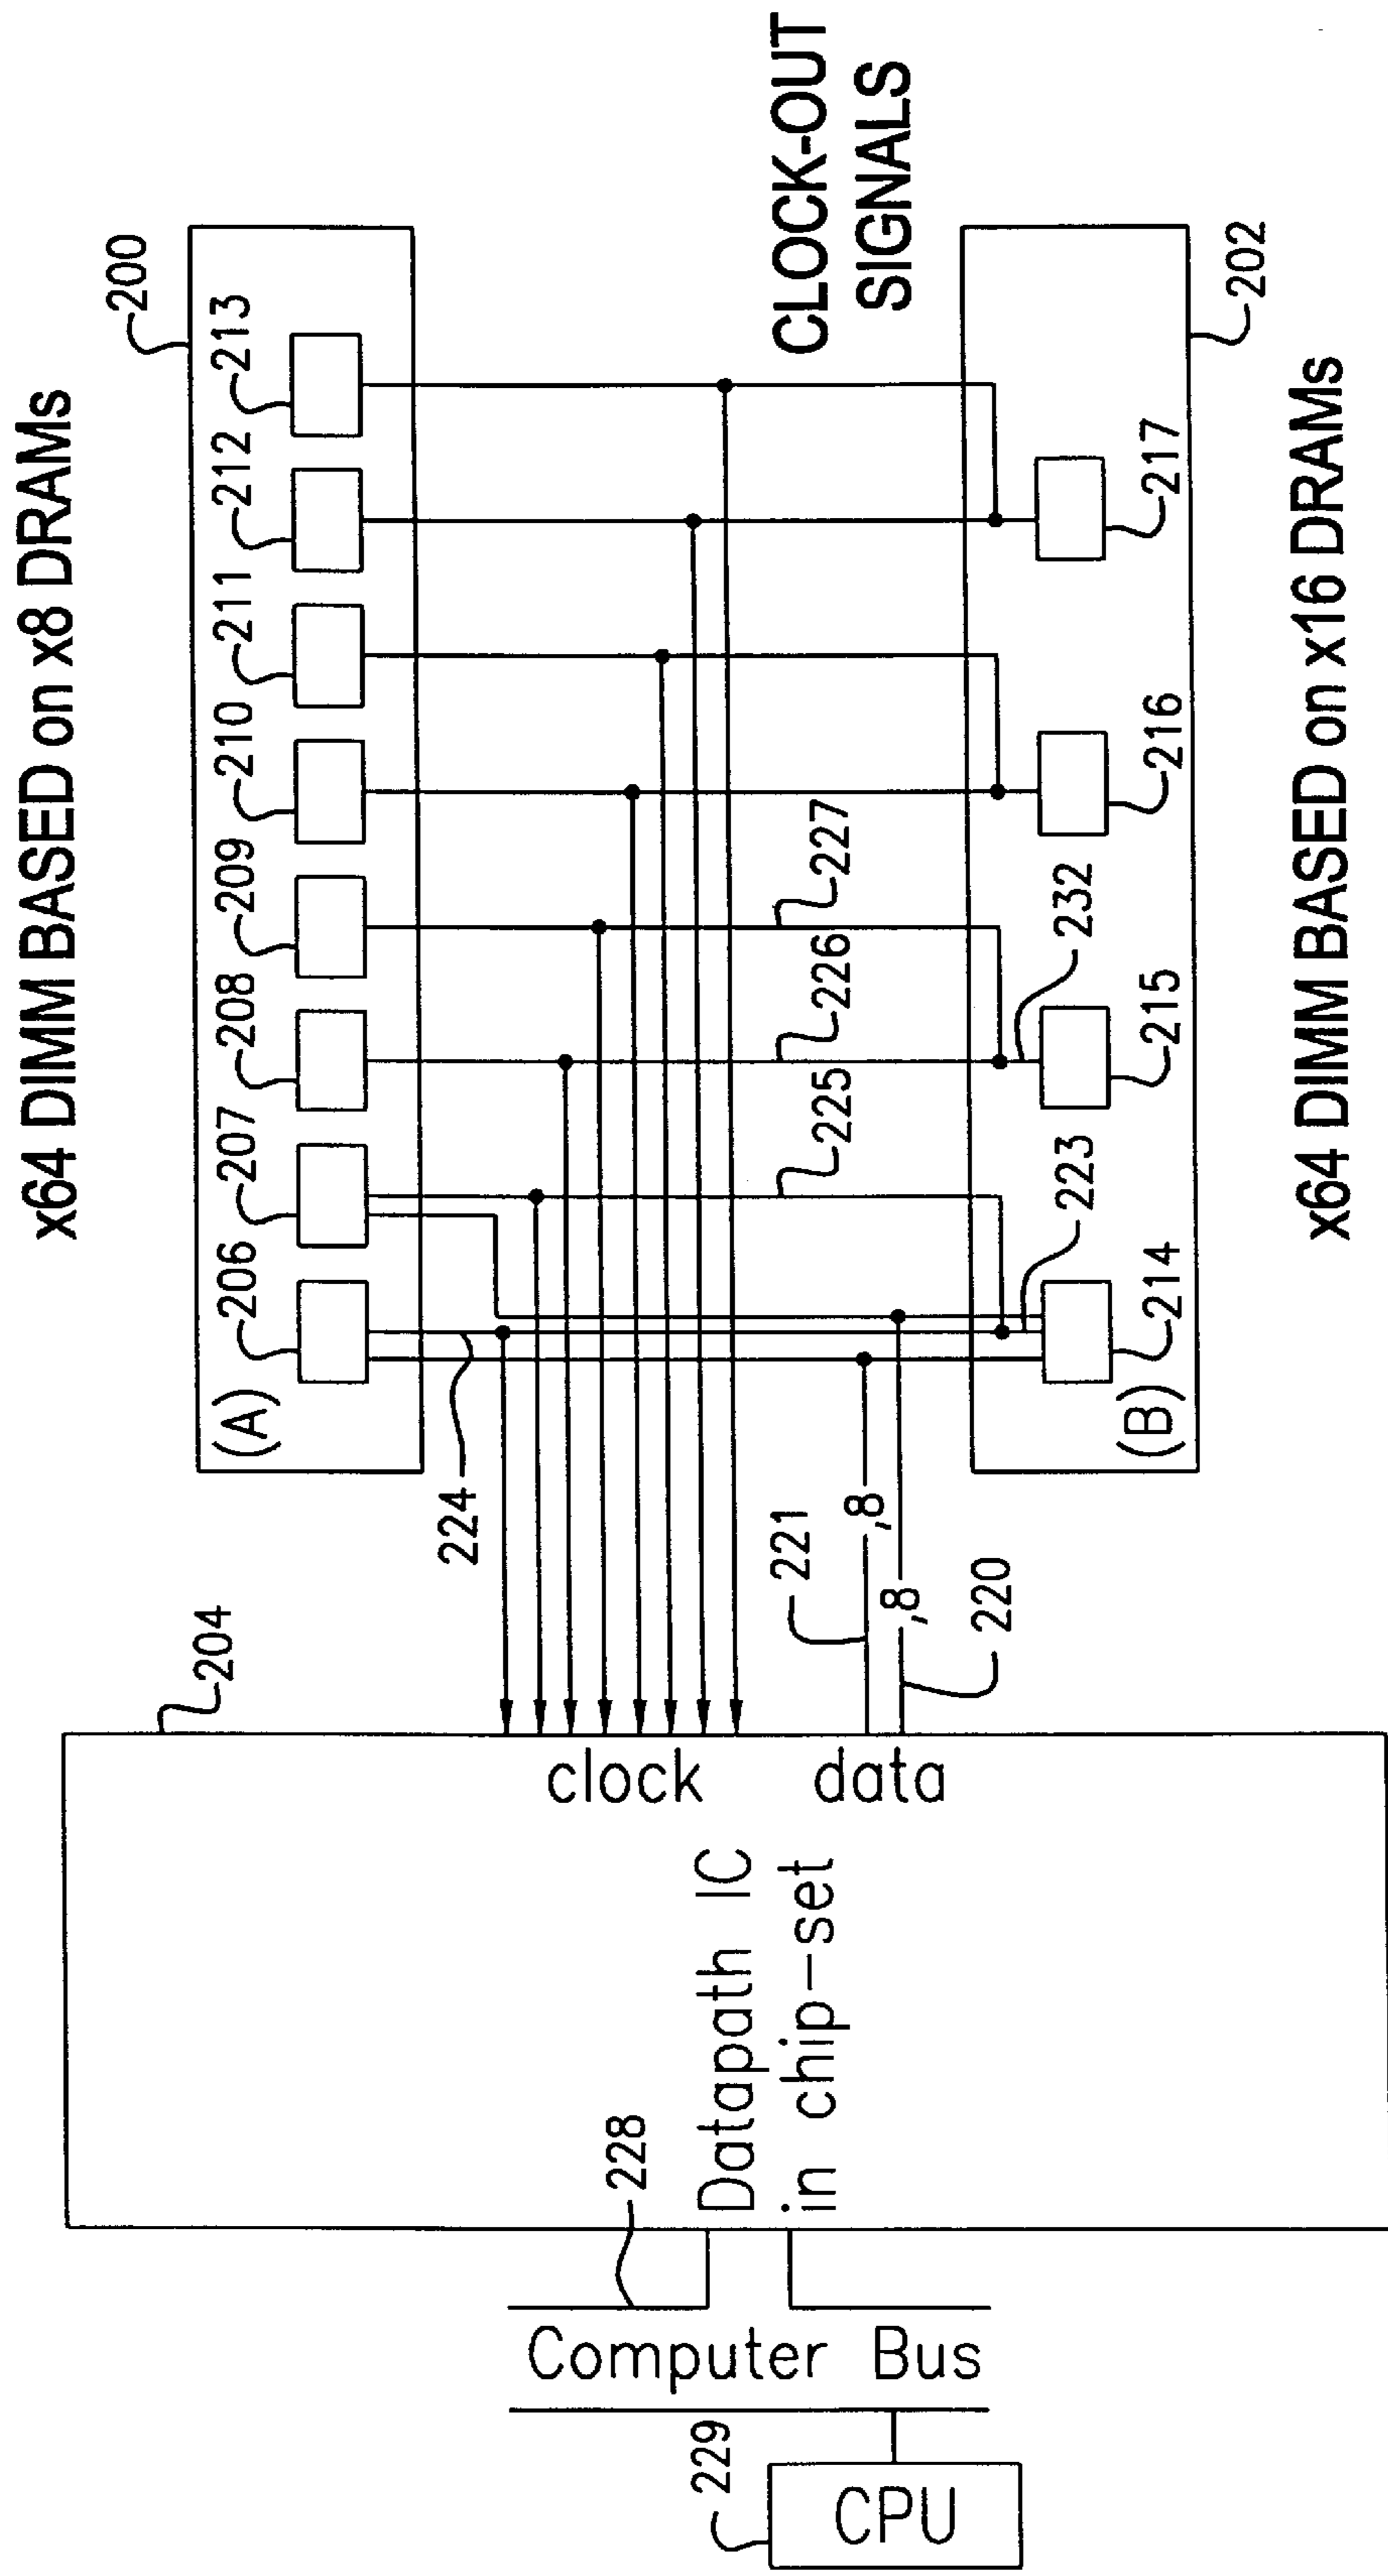 x64 DIMM BASED on x8 DRAMs
200
206
207
208
209
210
211
212
213
(A)
224
204
clock
data
Datapath IC
in chip-set
228
Computer Bus
229
CPU
221
,8
,8
220
225
226
227
CLOCK-OUT
SIGNALS
223
232
(B)
214
215
216
217
202
x64 DIMM BASED on x16 DRAMs